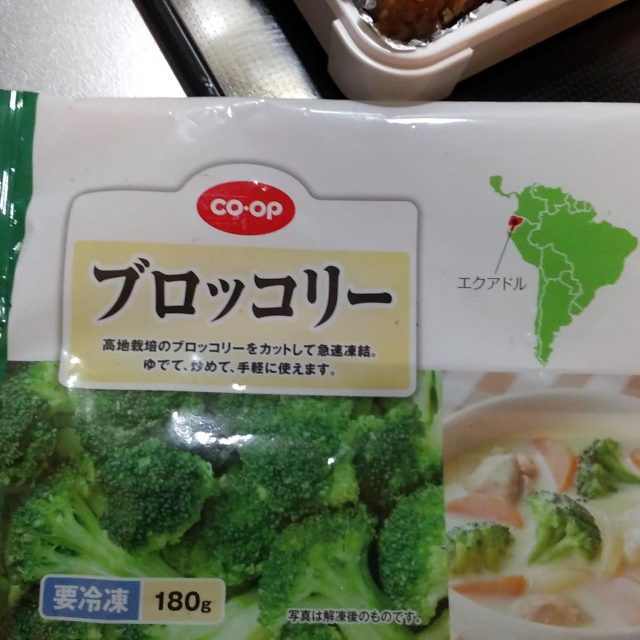 CO·OP
エクアドル
ブロッコリー
高地栽培のブロッコリーをカットして急速凍結。
ゆでて、炒めて、手軽に使えます。
要冷凍 180g
写真は解凍後のものです。